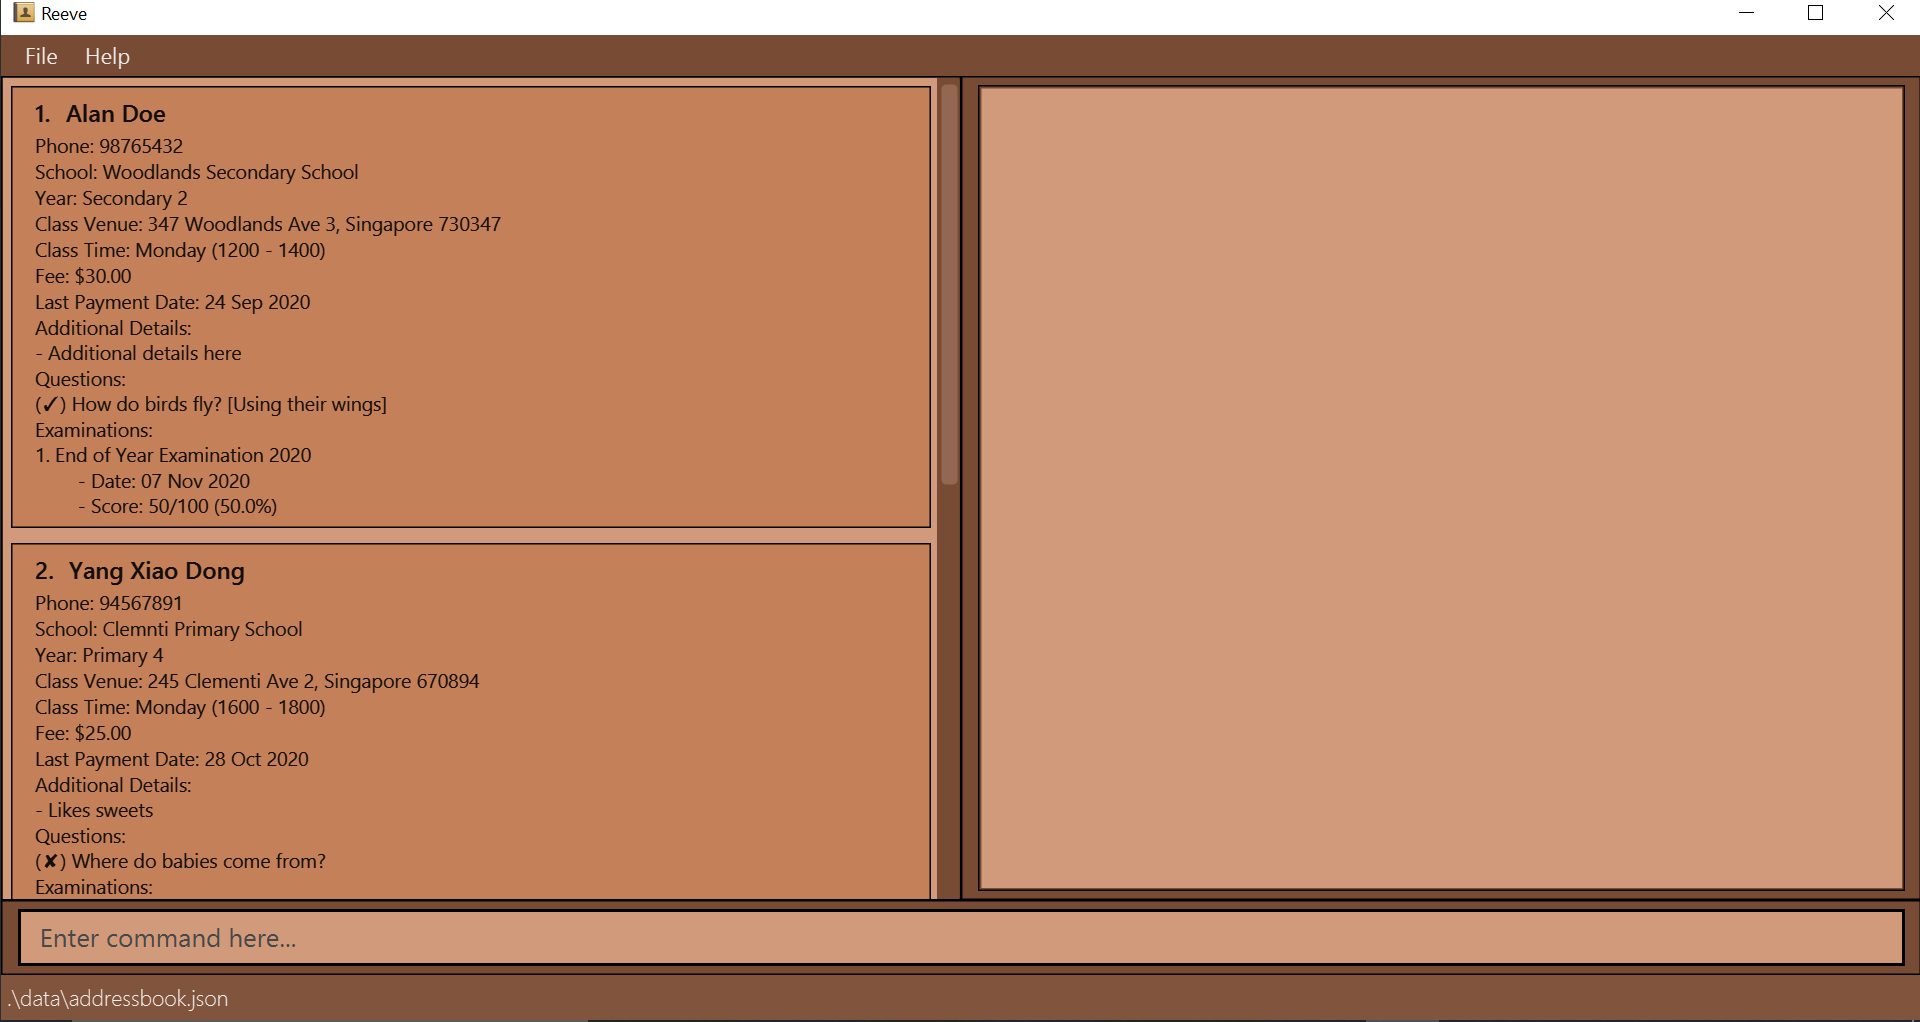 Reeve
File Help
1. Alan Doe
Phone: 98765432
School: Woodlands Secondary School
Year: Secondary 2
Class Venue: 347 Woodlands Ave 3, Singapore 730347
Class Time: Monday (1200 - 1400)
Fee: $30.00
Last Payment Date: 24 Sep 2020
Additional Details:
- Additional details here
Questions:
(✓) How do birds fly? [Using their wings]
Examinations:
1. End of Year Examination 2020
- Date: 07 Nov 2020
- Score: 50/100 (50.0%)
2. Yang Xiao Dong
Phone: 94567891
School: Clemnti Primary School
Year: Primary 4
Class Venue: 245 Clementi Ave 2, Singapore 670894
Class Time: Monday (1600 - 1800)
Fee: $25.00
Last Payment Date: 28 Oct 2020
Additional Details:
- Likes sweets
Questions:
(✘) Where do babies come from?
Examinations:
Enter command here...
.\data\addressbook.json